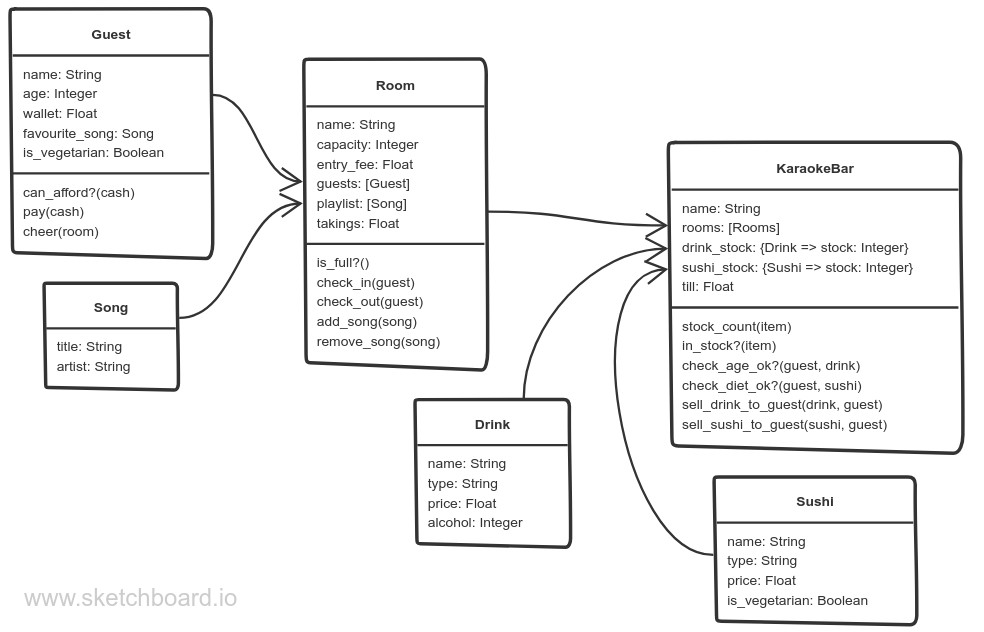 Guest
name: String
age: Integer
wallet: Float
favourite_song: Song
is_vegetarian: Boolean
can_afford?(cash)
pay(cash)
cheer(room)
Song
title: String
artist: String
Room
name: String
capacity: Integer
entry_fee: Float
guests: [Guest]
playlist: [Song]
takings: Float
is_full?()
check_in(guest)
check_out(guest)
add_song(song)
remove_song(song)
Drink
name: String
type: String
price: Float
alcohol: Integer
KaraokeBar
name: String
rooms: [Rooms]
drink_stock: {Drink => stock: Integer}
sushi_stock: {Sushi => stock: Integer}
till: Float
stock_count(item)
in_stock?(item)
check_age_ok?(guest, drink)
check_diet_ok?(guest, sushi)
sell_drink_to_guest(drink, guest)
sell_sushi_to_guest(sushi, guest)
Sushi
name: String
type: String
price: Float
is_vegetarian: Boolean
www.sketchboard.io